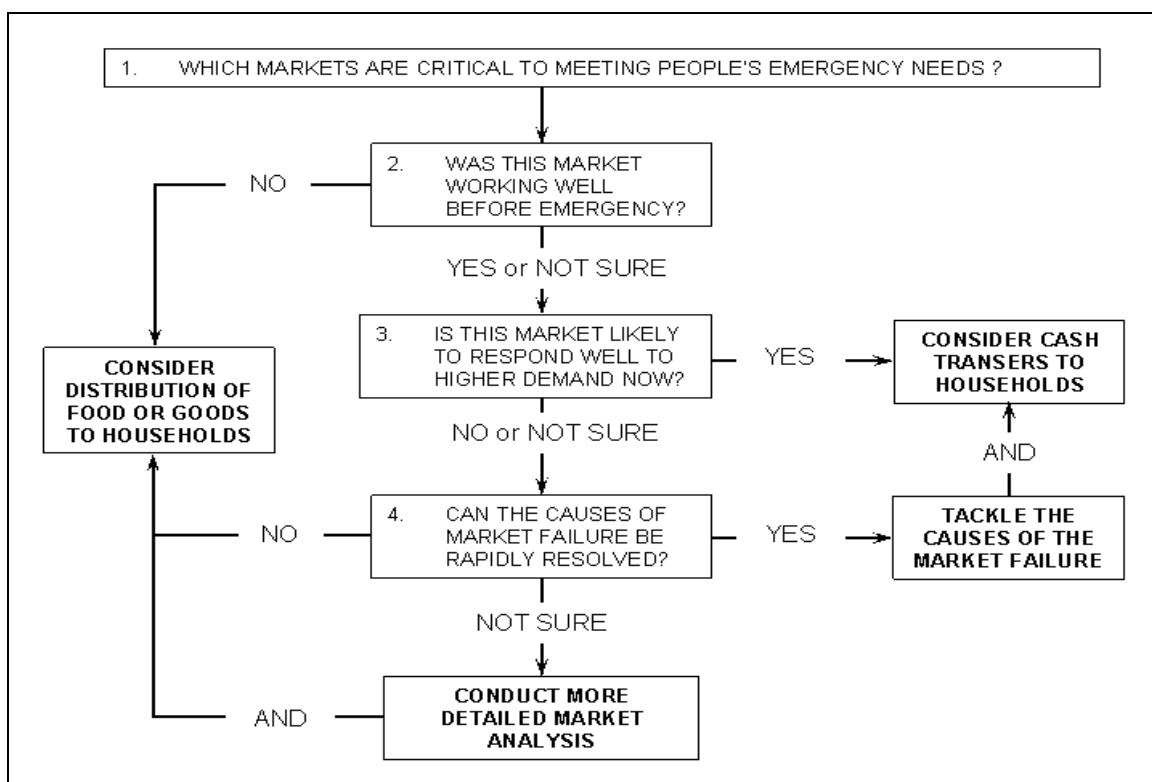 1. WHICH MARKETS ARE CRITICAL TO MEETING PEOPLE'S EMERGENCY NEEDS ?
2. WAS THIS MARKET
WORKING WELL
BEFORE EMERGENCY?
NO
YES or NOT SURE
3. IS THIS MARKET LIKELY
TO RESPOND WELL TO
HIGHER DEMAND NOW?
YES
CONSIDER CASH
TRANSERS TO
HOUSEHOLDS
CONSIDER
DISTRIBUTION OF
FOOD OR GOODS
TO HOUSEHOLDS
NO or NOT SURE
AND
4. CAN THE CAUSES OF
MARKET FAILURE BE
RAPIDLY RESOLVED?
NO
YES
TACKLE THE
CAUSES OF THE
MARKET FAILURE
NOT SURE
CONDUCT MORE
DETAILED MARKET
ANALYSIS
AND